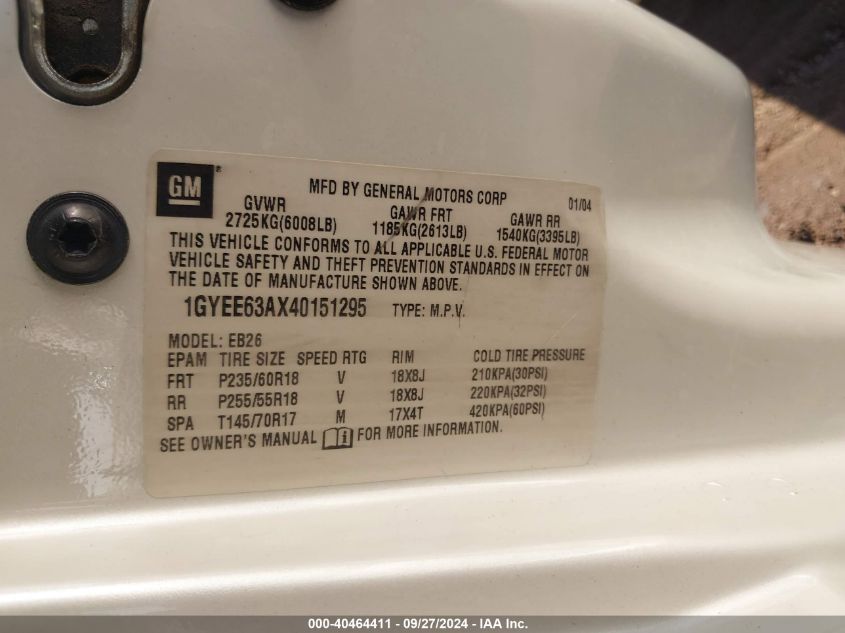 GM ®
MFD BY GENERAL MOTORS CORP 01/04
GVWR GAWR FRT GAWR RR
2725KG(6008LB) 1185KG(2613LB) 1540KG(3395LB)
THIS VEHICLE CONFORMS TO ALL APPLICABLE U.S. FEDERAL MOTOR
VEHICLE SAFETY AND THEFT PREVENTION STANDARDS IN EFFECT ON
THE DATE OF MANUFACTURE SHOWN ABOVE.
1GYEE63AX40151295 TYPE: M.P.V.
MODEL: EB26
EPAM TIRE SIZE SPEED RTG RIM COLD TIRE PRESSURE
FRT P235/60R18 V 18X8J 210KPA(30PSI)
RR P255/55R18 V 18X8J 220KPA(32PSI)
SPA T145/70R17 M 17X4T 420KPA(60PSI)
SEE OWNER'S MANUAL FOR MORE INFORMATION.
000-40464411 - 09/27/2024 - IAA Inc.